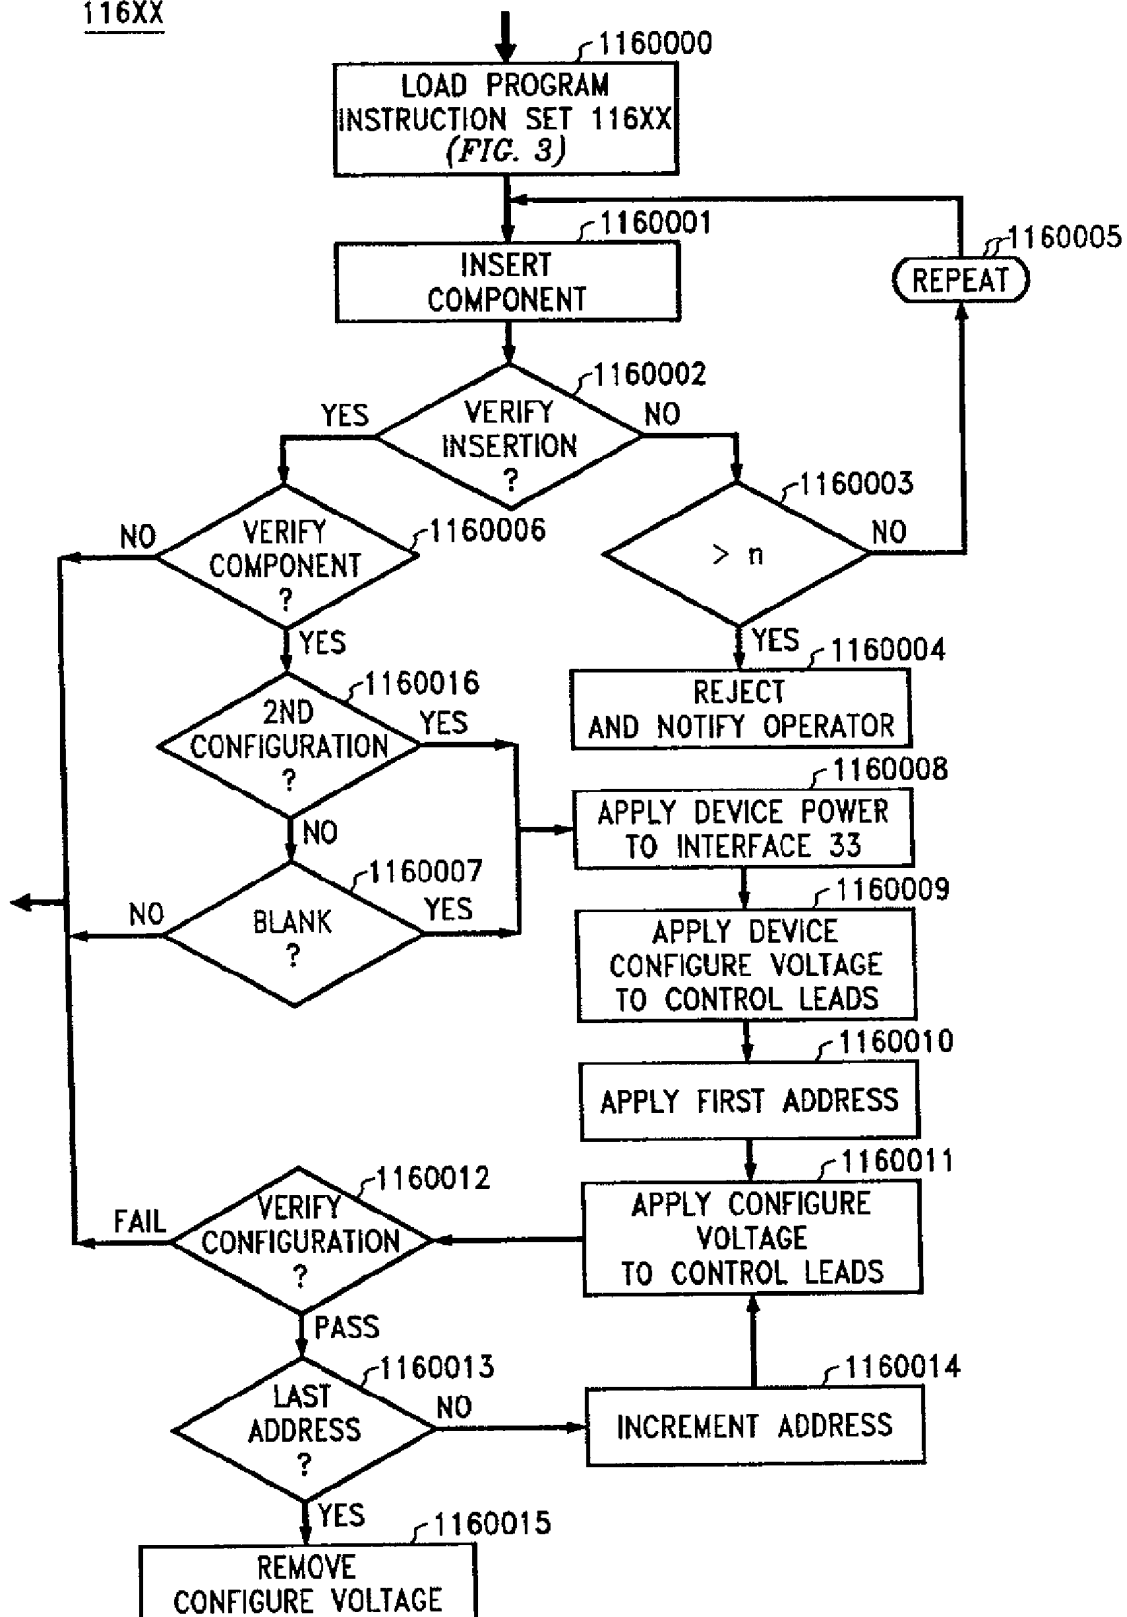 116XX
1160000
LOAD PROGRAM
INSTRUCTION SET 116XX
(FIG. 3)
1160001
INSERT
COMPONENT
1160005
REPEAT
1160002
VERIFY
INSERTION
?
YES
NO
1160003
> n
NO
YES
1160006
VERIFY
COMPONENT
?
NO
YES
1160004
REJECT
AND NOTIFY OPERATOR
1160016
2ND
CONFIGURATION
?
YES
NO
1160008
APPLY DEVICE POWER
TO INTERFACE 33
1160007
BLANK
?
NO
YES
1160009
APPLY DEVICE
CONFIGURE VOLTAGE
TO CONTROL LEADS
1160010
APPLY FIRST ADDRESS
1160011
APPLY CONFIGURE
VOLTAGE
TO CONTROL LEADS
1160012
VERIFY
CONFIGURATION
?
FAIL
PASS
1160013
LAST
ADDRESS
?
NO
YES
1160014
INCREMENT ADDRESS
1160015
REMOVE
CONFIGURE VOLTAGE